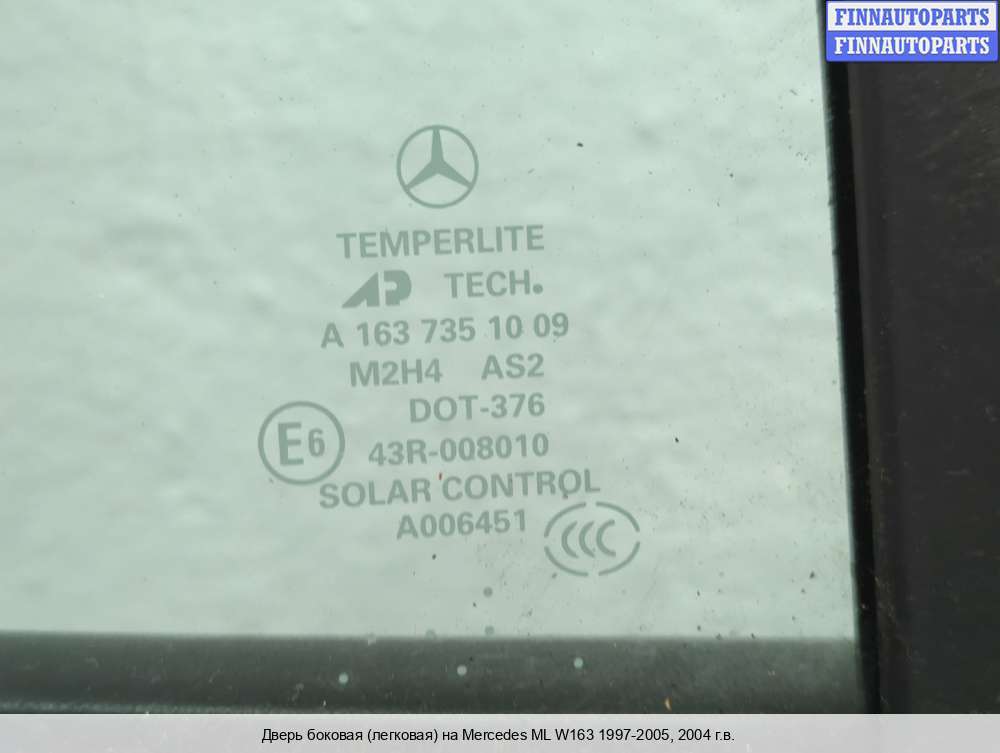 FINNAUTOPARTS
FINNAUTOPARTS
TEMPERLITE
AP TECH.
A 163 735 10 09
M2H4 AS2
DOT-376
E6 43R-008010
SOLAR CONTROL
A006451
CCC
Дверь боковая (легковая) на Mercedes ML W163 1997-2005, 2004 г.в.